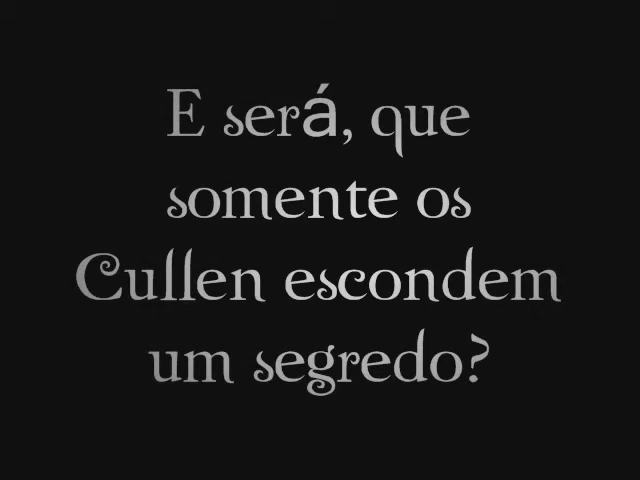 E será, que
somente os
Cullen escondem
um segredo?